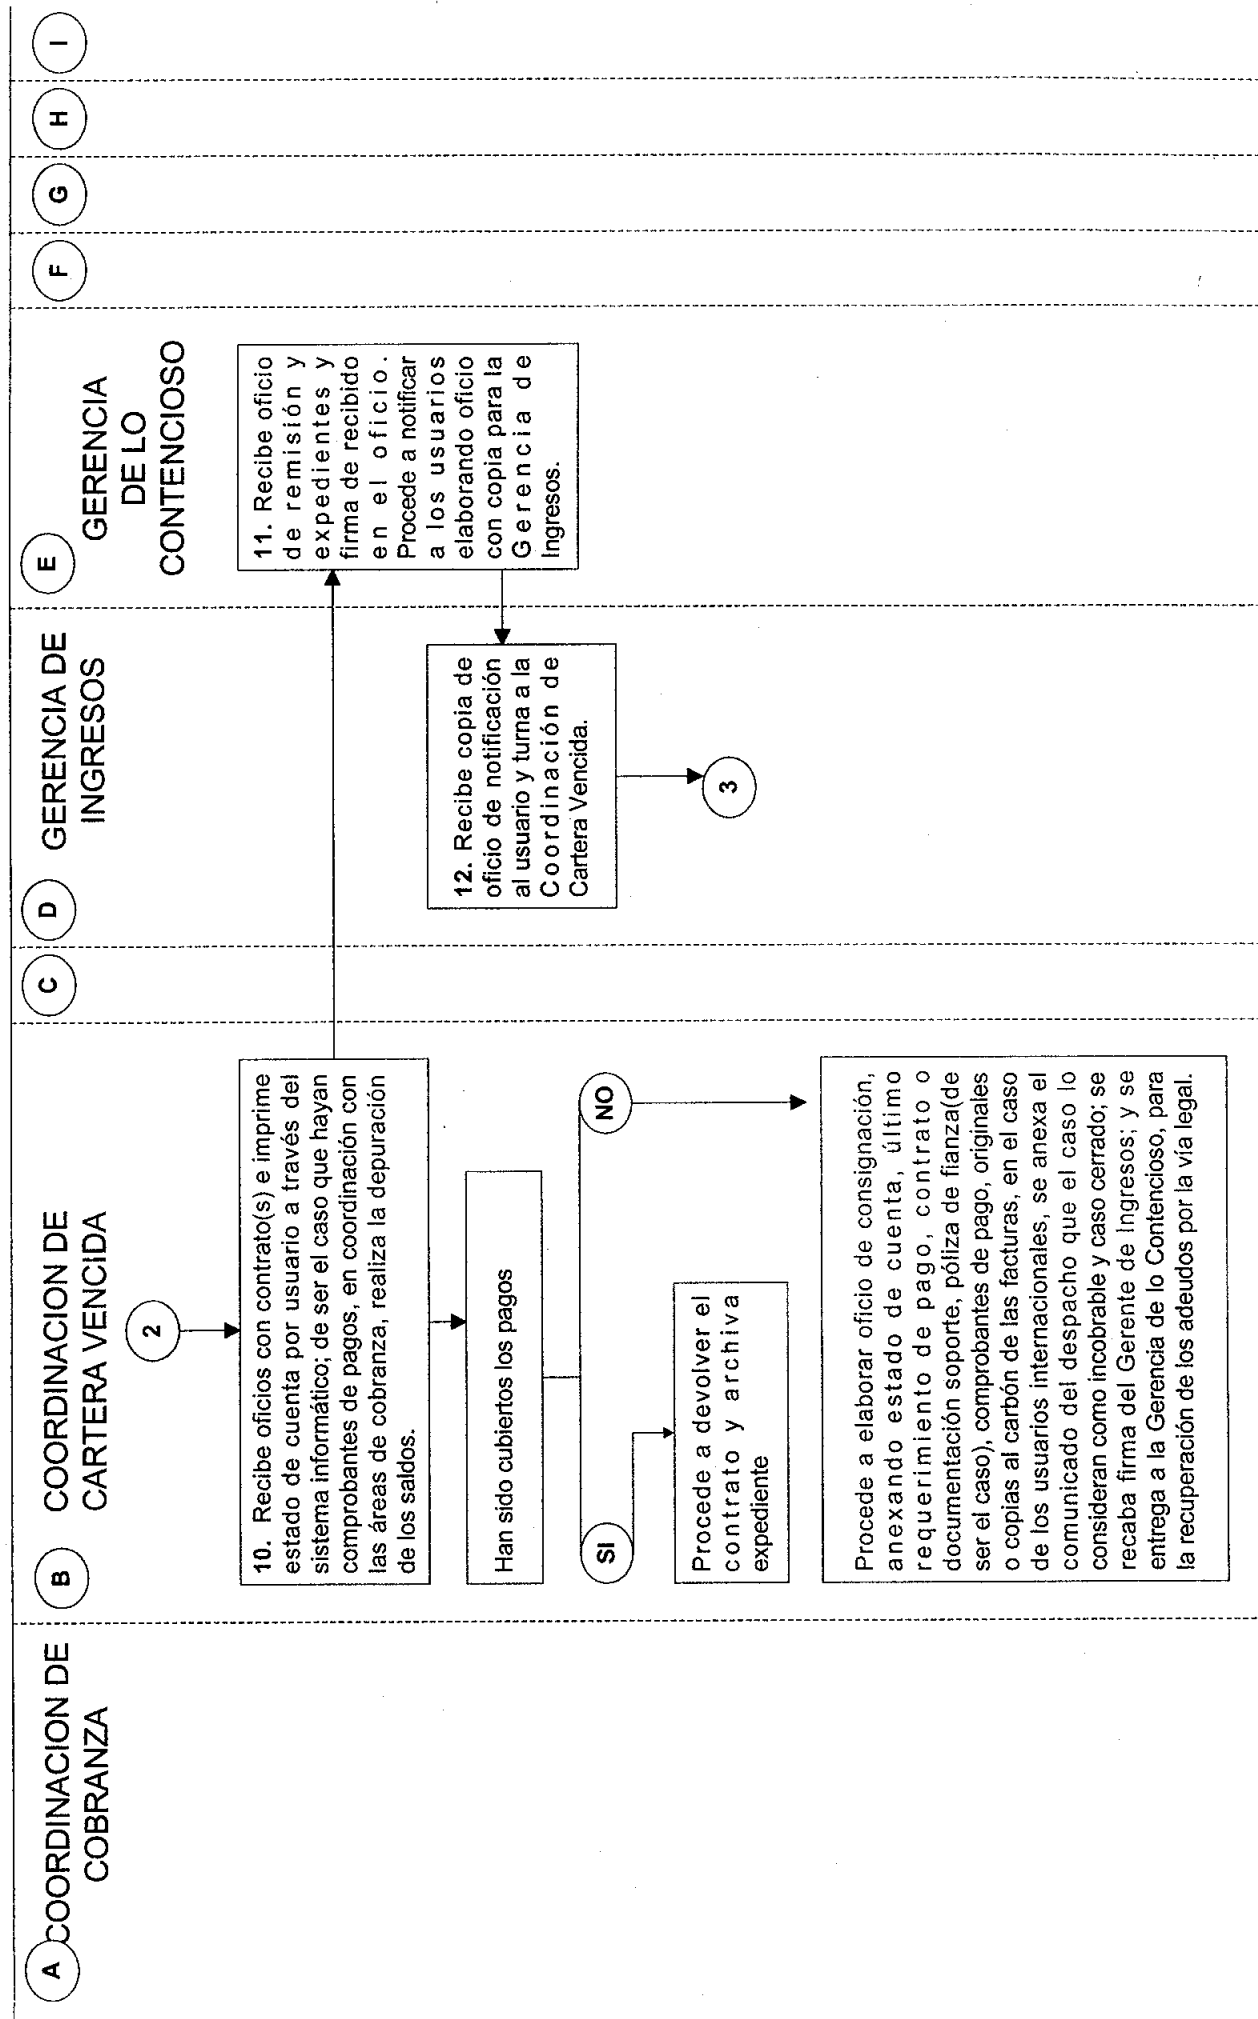 A
COORDINACION DE
COBRANZA
B
COORDINACION DE
CARTERA VENCIDA
C
D
GERENCIA DE
INGRESOS
E
GERENCIA
DE LO
CONTENCIOSO
F
G
H
I
2
10. Recibe oficios con contrato(s) e imprime
estado de cuenta por usuario a través del
sistema informático; de ser el caso que hayan
comprobantes de pagos, en coordinación con
las áreas de cobranza, realiza la depuración
de los saldos.
Han sido cubiertos los pagos
SI
NO
Procede a devolver el
contrato y archiva
expediente
Procede a elaborar oficio de consignación,
anexando estado de cuenta, último
requerimiento de pago, contrato o
documentación soporte, póliza de fianza(de
ser el caso), comprobantes de pago, originales
o copias al carbón de las facturas, en el caso
de los usuarios internacionales, se anexa el
comunicado del despacho que el caso lo
consideran como incobrable y caso cerrado; se
recaba firma del Gerente de Ingresos; y se
entrega a la Gerencia de lo Contencioso, para
la recuperación de los adeudos por la vía legal.
11. Recibe oficio
de remisión y
expedientes y
firma de recibido
en el oficio.
Procede a notificar
a los usuarios
elaborando oficio
con copia para la
Gerencia de
Ingresos.
12. Recibe copia de
oficio de notificación
al usuario y turna a la
Coordinación de
Cartera Vencida.
3